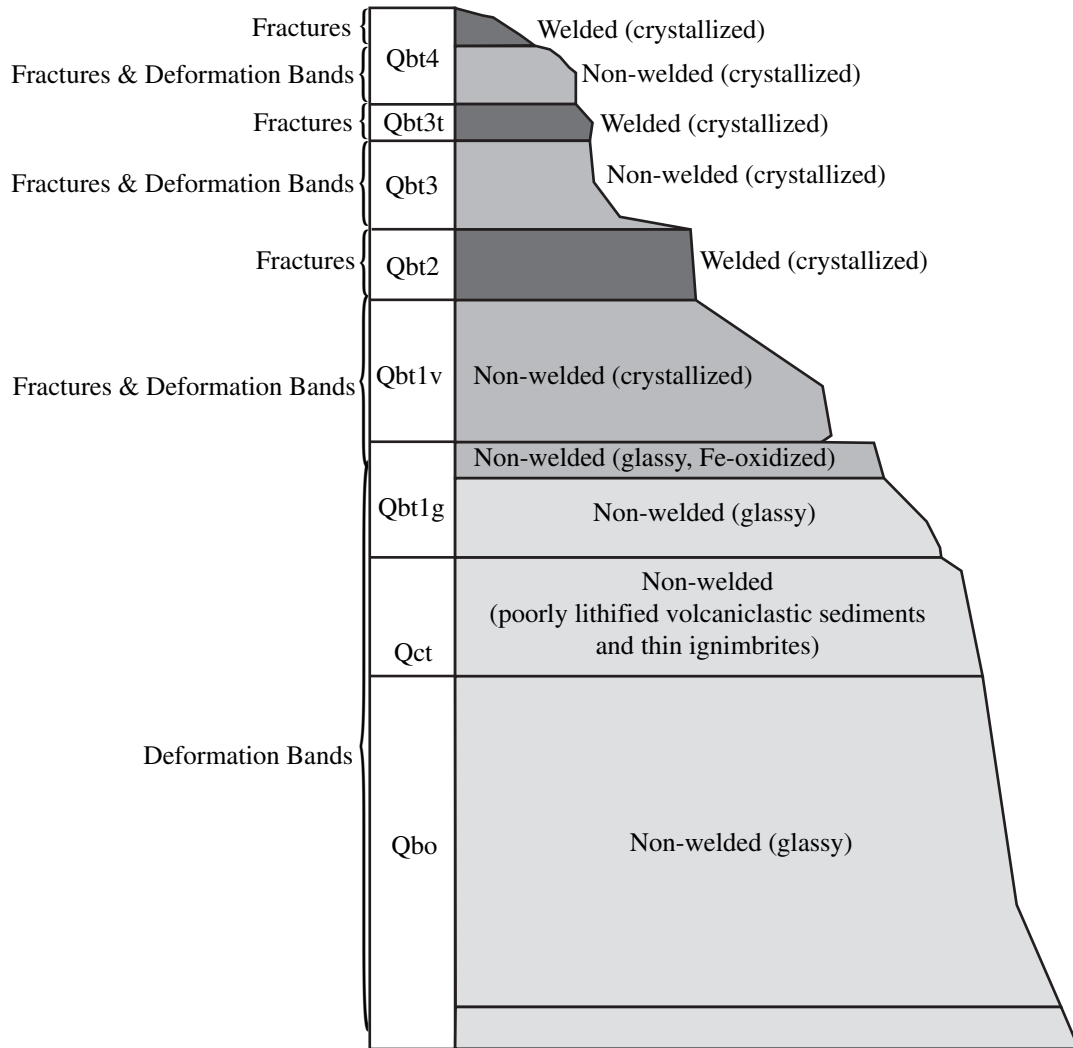 Fractures
Welded (crystallized)
Qbt4
Fractures & Deformation Bands
Non-welded (crystallized)
Fractures
Qbt3t
Welded (crystallized)
Fractures & Deformation Bands
Qbt3
Non-welded (crystallized)
Fractures
Qbt2
Welded (crystallized)
Fractures & Deformation Bands
Qbt1v
Non-welded (crystallized)
Non-welded (glassy, Fe-oxidized)
Qbt1g
Non-welded (glassy)
Non-welded
(poorly lithified volcaniclastic sediments
and thin ignimbrites)
Qct
Deformation Bands
Qbo
Non-welded (glassy)